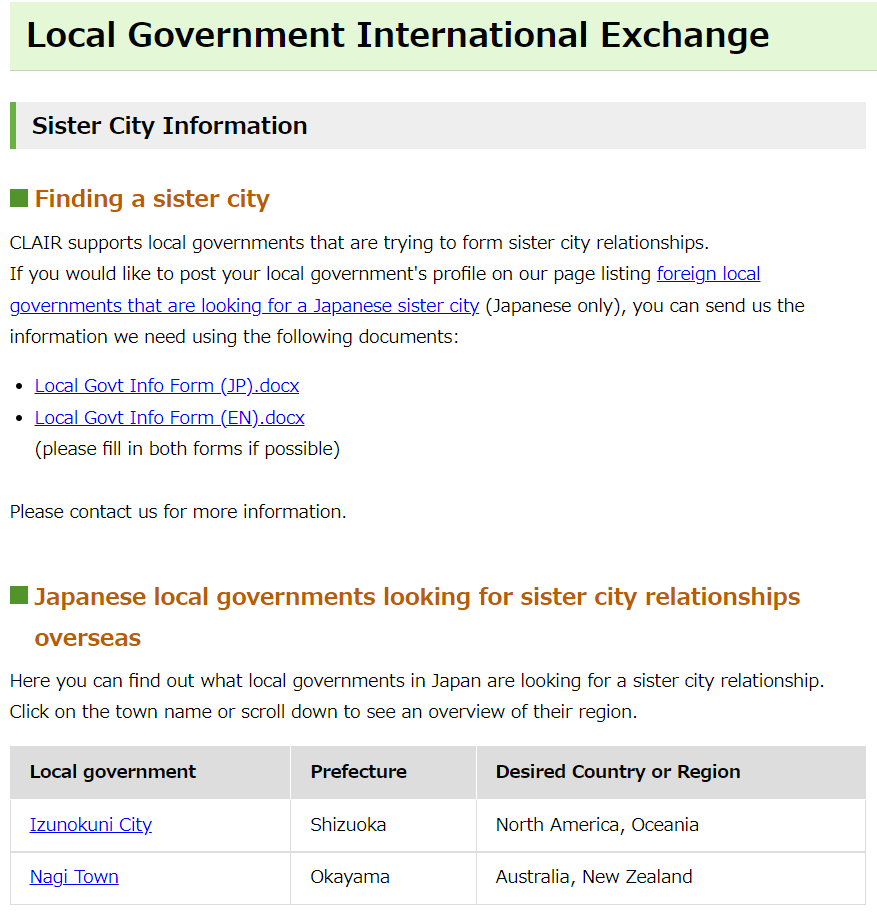 Local Government International Exchange
Sister City Information
Finding a sister city
CLAIR supports local governments that are trying to form sister city relationships.
If you would like to post your local government's profile on our page listing foreign local
governments that are looking for a Japanese sister city (Japanese only), you can send us the
information we need using the following documents:
• Local Govt Info Form (JP).docx
• Local Govt Info Form (EN).docx
(please fill in both forms if possible)
Please contact us for more information.
Japanese local governments looking for sister city relationships
overseas
Here you can find out what local governments in Japan are looking for a sister city relationship.
Click on the town name or scroll down to see an overview of their region.
Local government Prefecture Desired Country or Region
Izunokuni City Shizuoka North America, Oceania
Nagi Town Okayama Australia, New Zealand